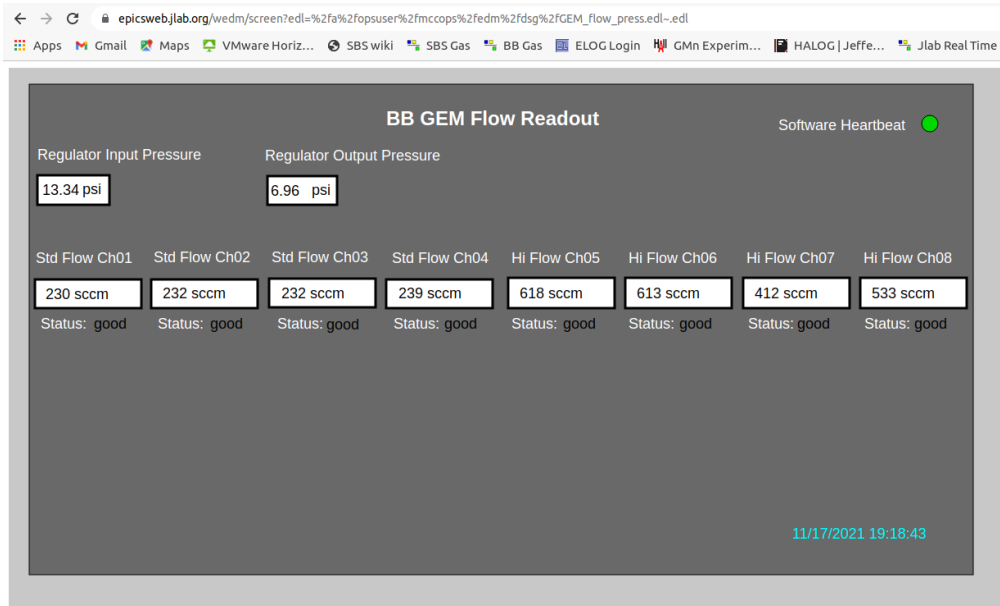 epicsweb.jlab.org/wedm/screen?edl=%2fa%2fopsuser%2fmccops%2fedm%2fdsg%2fGEM_flow_press.edl~.edl
Apps Gmail Maps VMware Horiz... SBS wiki SBS Gas BB Gas ELOG Login GMn Experim... HALOG | Jeffe... Jlab Real Time
BB GEM Flow Readout
Software Heartbeat
Regulator Input Pressure Regulator Output Pressure
13.34 psi 6.96 psi
Std Flow Ch01 Std Flow Ch02 Std Flow Ch03 Std Flow Ch04 Hi Flow Ch05 Hi Flow Ch06 Hi Flow Ch07 Hi Flow Ch08
230 sccm 232 sccm 232 sccm 239 sccm 618 sccm 613 sccm 412 sccm 533 sccm
Status: good Status: good Status: good Status: good Status: good Status: good Status: good Status: good
11/17/2021 19:18:43